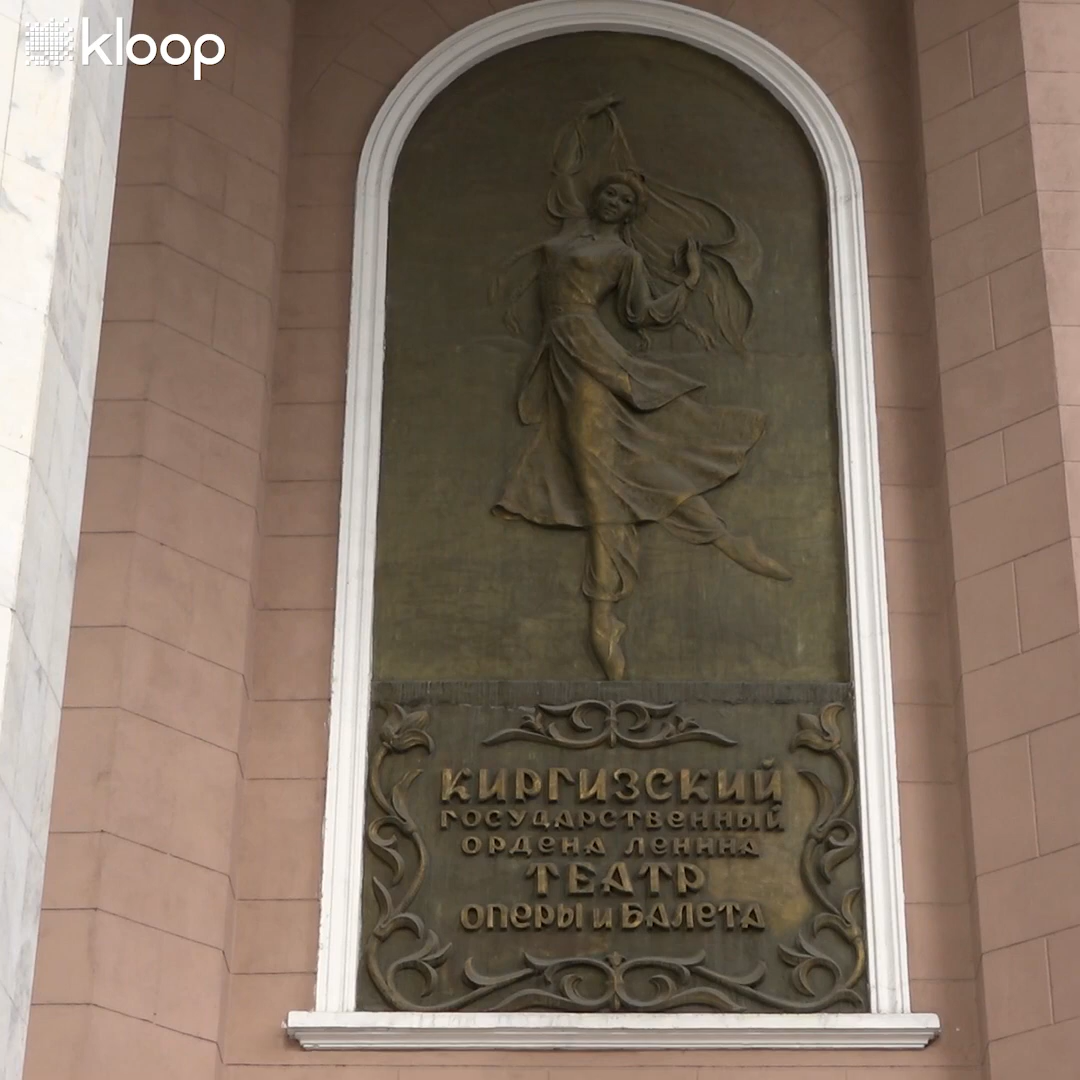 kloop
КИРГИЗСКИЙ
ГОСУДАРСТВЕННЫЙ
ОРДЕНА ЛЕНИНА
ТЕАТР
ОПЕРЫ И БАЛЕТА